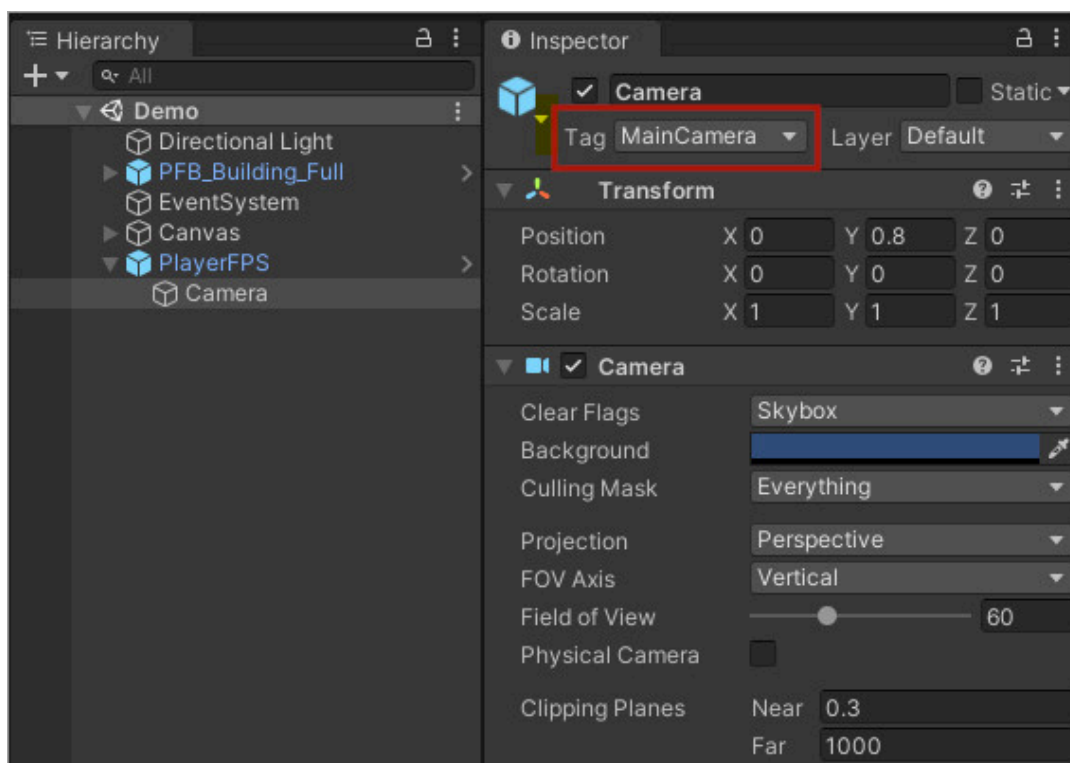 Hierarchy
All
Demo
Directional Light
PFB_Building_Full
EventSystem
Canvas
PlayerFPS
Camera
Inspector
Camera
Static
Tag MainCamera Layer Default
Transform
Position X 0 Y 0.8 Z 0
Rotation X 0 Y 0 Z 0
Scale X 1 Y 1 Z 1
Camera
Clear Flags Skybox
Background
Culling Mask Everything
Projection Perspective
FOV Axis Vertical
Field of View 60
Physical Camera
Clipping Planes Near 0.3
Far 1000